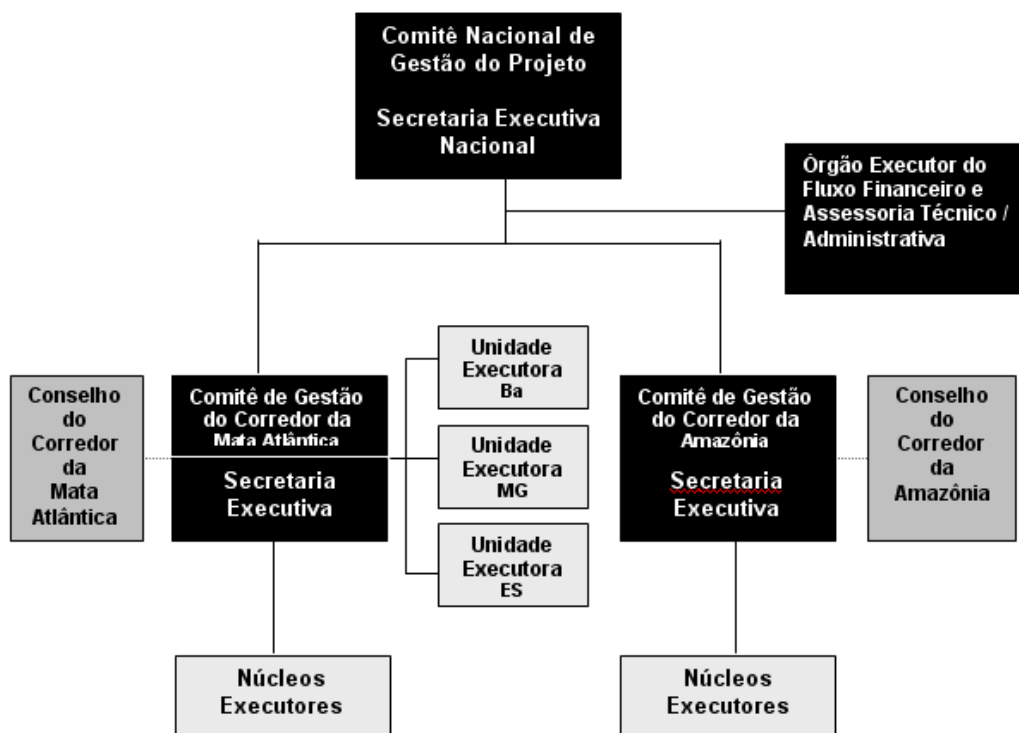 Comitê Nacional de
Gestão do Projeto
Secretaria Executiva
Nacional
Órgão Executor do
Fluxo Financeiro e
Assessoria Técnico /
Administrativa
Conselho
do
Corredor
da
Mata
Atlântica
Comitê de Gestão
do Corredor da
Mata Atlântica
Secretaria
Executiva
Unidade
Executora
Ba
Unidade
Executora
MG
Unidade
Executora
ES
Comitê de Gestão
do Corredor da
Amazônia
Secretaria
Executiva
Conselho
do
Corredor
da
Amazônia
Núcleos
Executores
Núcleos
Executores